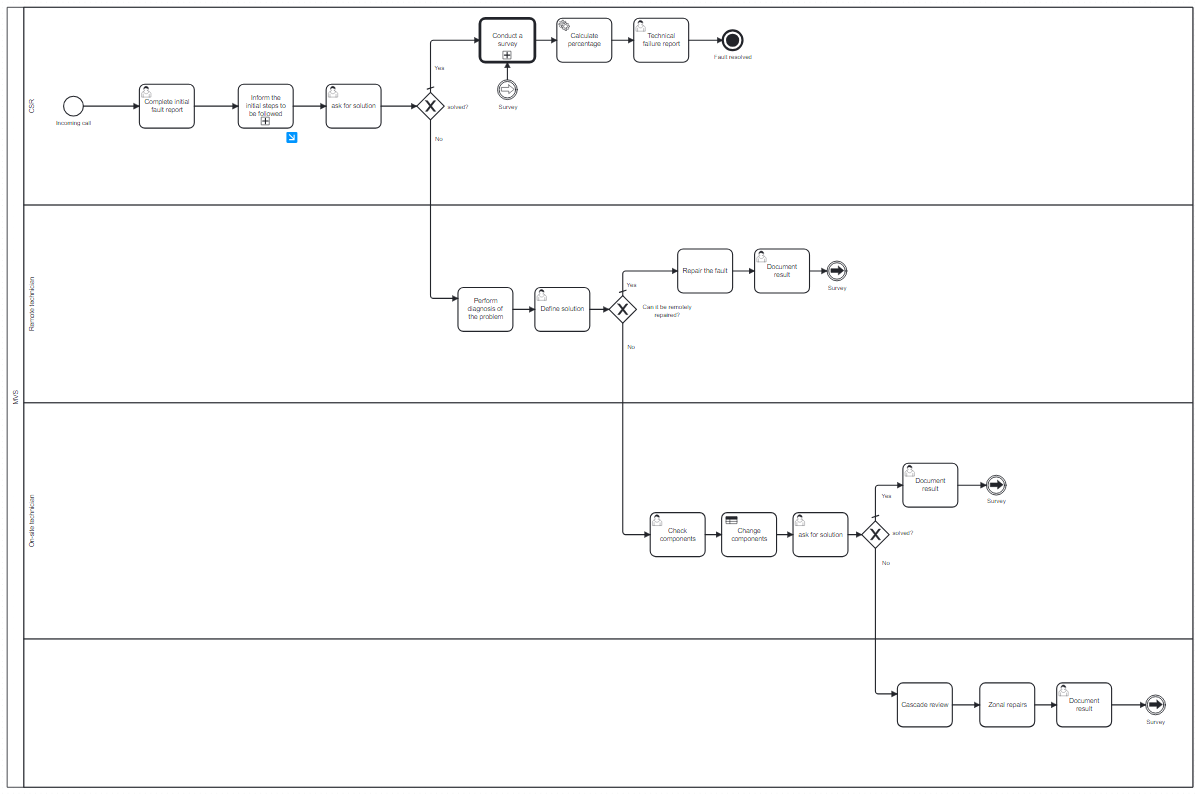 MVS
CSR
Incoming call
Complete initial
fault report
Inform the
initial steps to
be followed
ask for solution
solved?
Yes
No
Conduct a
survey
Survey
Calculate
percentage
Technical
failure report
Fault resolved
Remote technician
Perform
diagnosis of
the problem
Define solution
Can it be remotely
repaired?
Yes
No
Repair the fault
Document
result
Survey
On-site technician
Check
components
Change
components
ask for solution
solved?
Yes
No
Document
result
Survey
Cascade review
Zonal repairs
Document
result
Survey